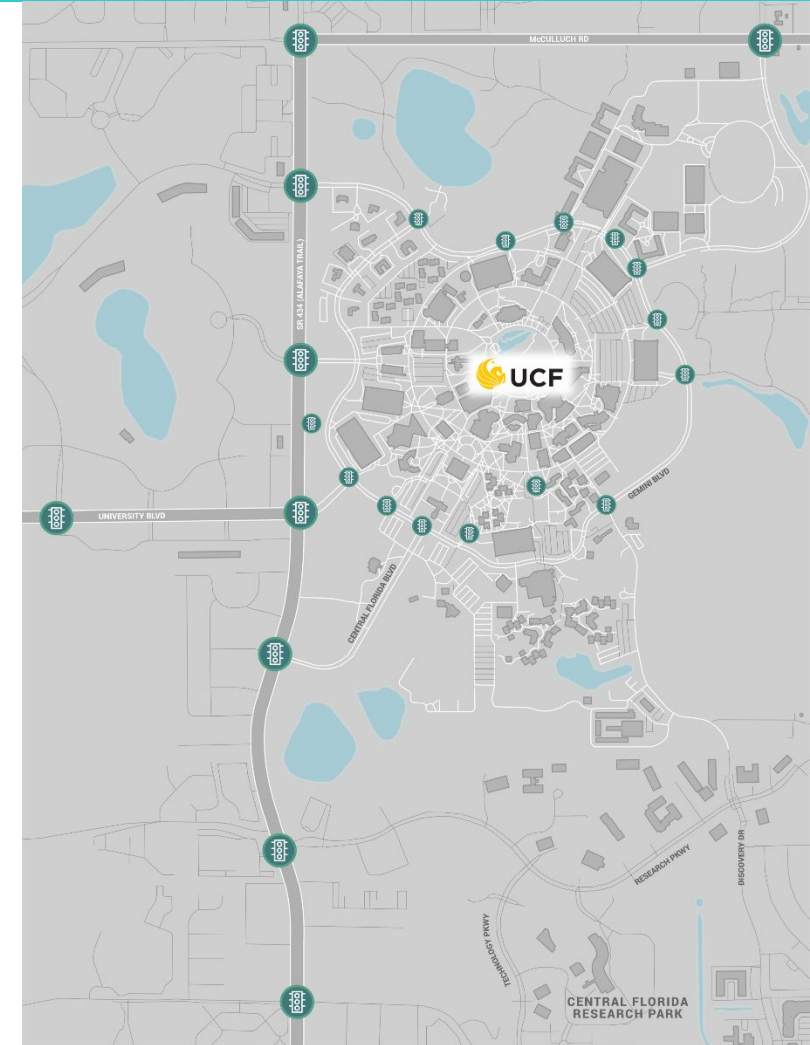 McCULLUCH RD
SR 434 (ALAFAYA TRAIL)
UCF
GEMINI BLVD
UNIVERSITY BLVD
CENTRAL FLORIDA BLVD
RESEARCH PKWY
DISCOVERY DR
TECHNOLOGY PKWY
CENTRAL FLORIDA
RESEARCH PARK